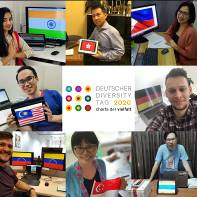 DEUTSCHER
DIVERSITY
TAG 2020
charta der vielfalt